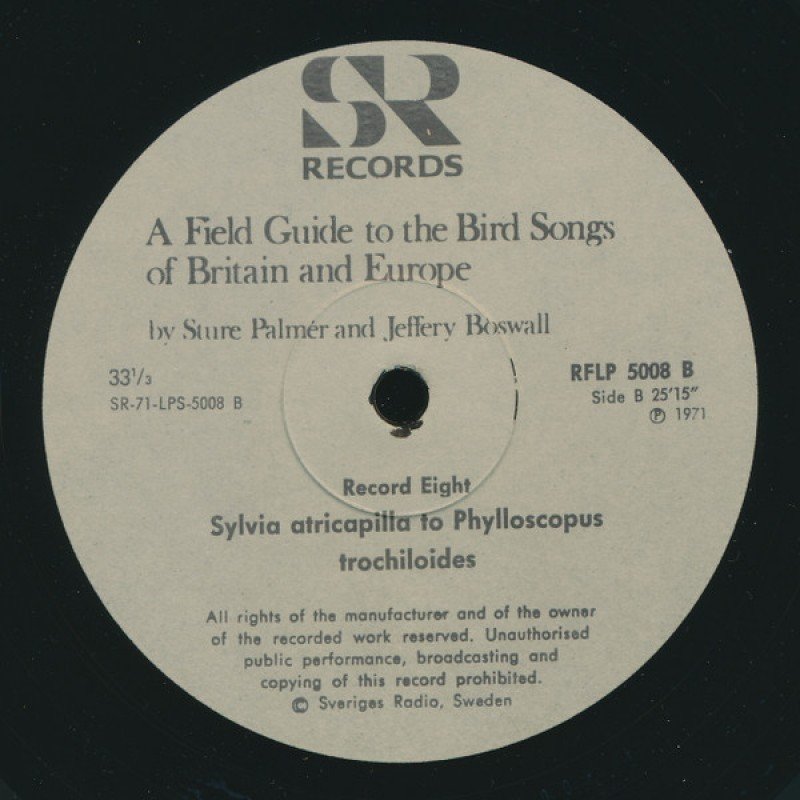 SR
RECORDS
A Field Guide to the Bird Songs
of Britain and Europe
by Sture Palmér and Jeffery Boswall
33 1/3
SR-71-LPS-5008 B
RFLP 5008 B
Side B 25'15"
Ⓟ 1971
Record Eight
Sylvia atricapilla to Phylloscopus
trochiloides
All rights of the manufacturer and of the owner
of the recorded work reserved. Unauthorised
public performance, broadcasting and
copying of this record prohibited.
© Sveriges Radio, Sweden